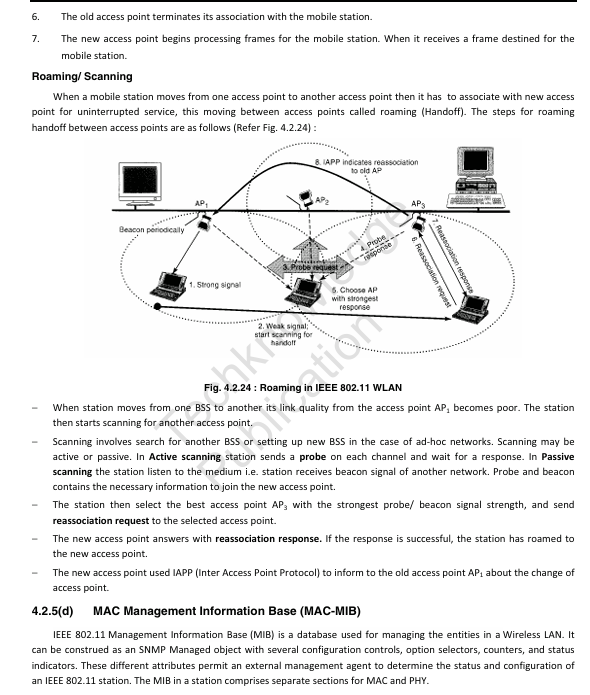 6. The old access point terminates its association with the mobile station.
7. The new access point begins processing frames for the mobile station. When it receives a frame destined for the
mobile station.
Roaming/ Scanning
When a mobile station moves from one access point to another access point then it has to associate with new access
point for uninterrupted service, this moving between access points called roaming (Handoff). The steps for roaming
handoff between access points are as follows (Refer Fig. 4.2.24) :
8. IAPP indicates reassociation
to old AP
AP1
AP2
AP3
Beacon periodically
1. Strong signal
3. Probe request
4. Probe
response
5. Choose AP
with strongest
response
6. Reassociation request
7. Reassociation response
2. Weak signal;
start scanning for
handoff
Techknowledge
Publication
Fig. 4.2.24 : Roaming in IEEE 802.11 WLAN
– When station moves from one BSS to another its link quality from the access point AP1 becomes poor. The station
then starts scanning for another access point.
– Scanning involves search for another BSS or setting up new BSS in the case of ad-hoc networks. Scanning may be
active or passive. In Active scanning station sends a probe on each channel and wait for a response. In Passive
scanning the station listen to the medium i.e. station receives beacon signal of another network. Probe and beacon
contains the necessary information to join the new access point.
– The station then select the best access point AP3 with the strongest probe/ beacon signal strength, and send
reassociation request to the selected access point.
– The new access point answers with reassociation response. If the response is successful, the station has roamed to
the new access point.
– The new access point used IAPP (Inter Access Point Protocol) to inform to the old access point AP1 about the change of
access point.
4.2.5(d) MAC Management Information Base (MAC-MIB)
IEEE 802.11 Management Information Base (MIB) is a database used for managing the entities in a Wireless LAN. It
can be construed as an SNMP Managed object with several configuration controls, option selectors, counters, and status
indicators. These different attributes permit an external management agent to determine the status and configuration of
an IEEE 802.11 station. The MIB in a station comprises separate sections for MAC and PHY.